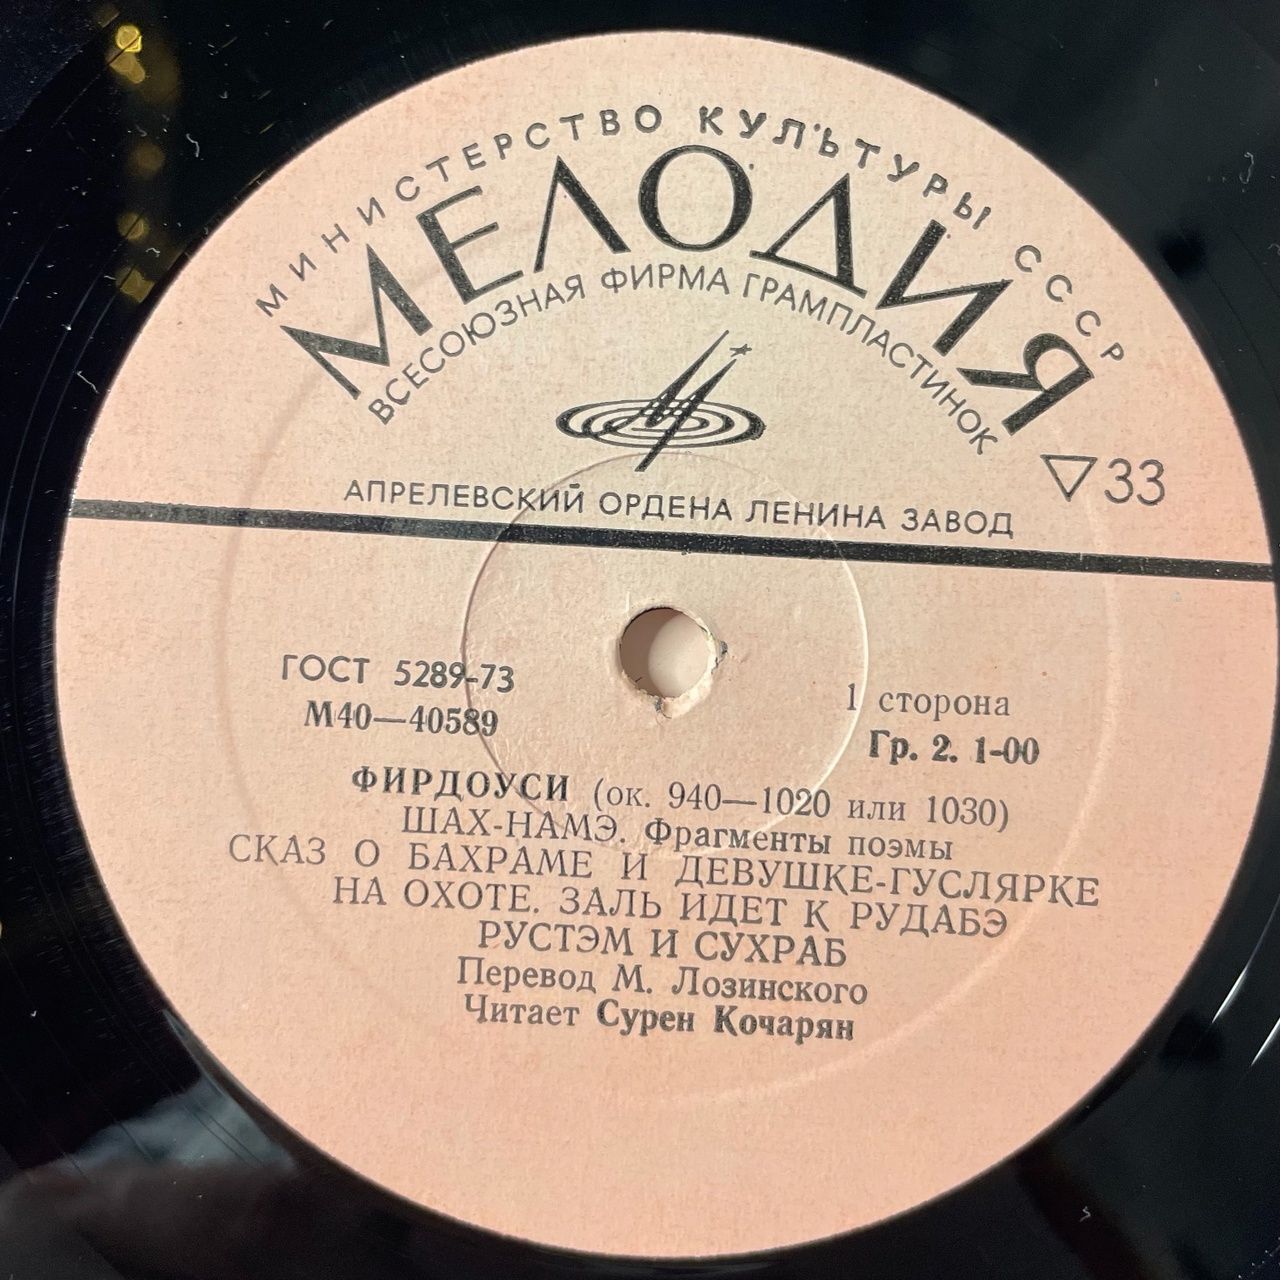 МИНИСТЕРСТВО КУЛЬТУРЫ СССР
МЕЛОДИЯ
ВСЕСОЮЗНАЯ ФИРМА ГРАМПЛАСТИНОК
▽33
АПРЕЛЕВСКИЙ ОРДЕНА ЛЕНИНА ЗАВОД
ГОСТ 5289-73
М40—40589
1 сторона
Гр. 2. 1-00
ФИРДОУСИ (ок. 940—1020 или 1030)
ШАХ-НАМЭ. Фрагменты поэмы
СКАЗ О БАХРАМЕ И ДЕВУШКЕ-ГУСЛЯРКЕ
НА ОХОТЕ. ЗАЛЬ ИДЕТ К РУДАБЭ
РУСТЭМ И СУХРАБ
Перевод М. Лозинского
Читает Сурен Кочарян